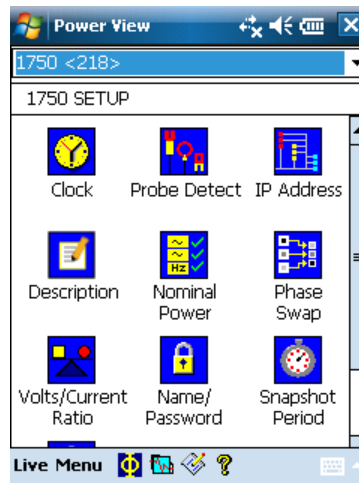 Power View
1750 <218>
1750 SETUP
Clock
Probe Detect
IP Address
Description
Nominal
Power
Phase
Swap
Volts/Current
Ratio
Name/
Password
Snapshot
Period
Live Menu